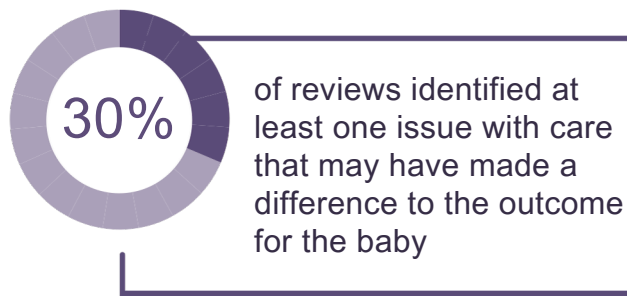 30%
of reviews identified at
least one issue with care
that may have made a
difference to the outcome
for the baby